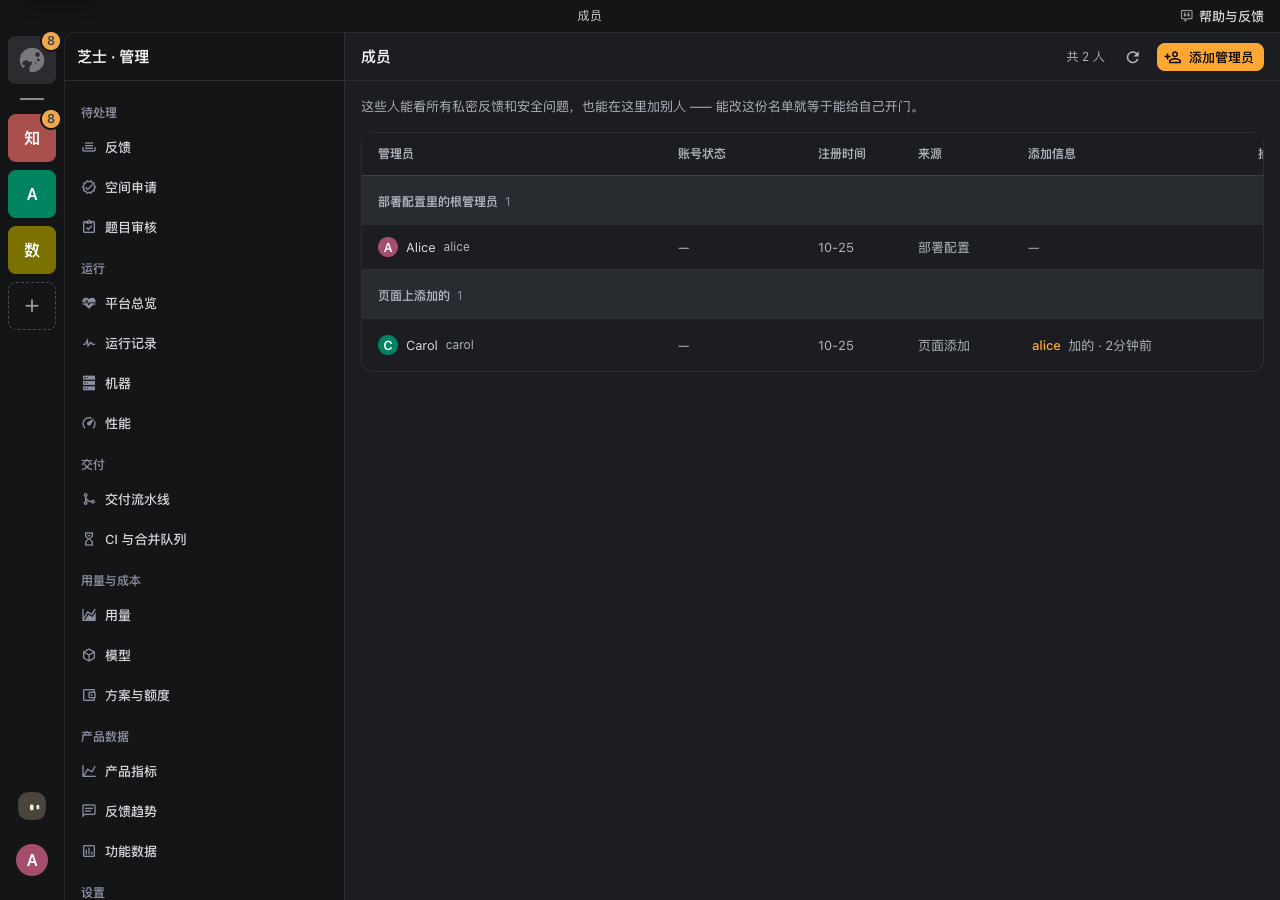 成员
帮助与反馈
8
知
8
A
数
A
芝士 · 管理
待处理
反馈
空间申请
题目审核
运行
平台总览
运行记录
机器
性能
交付
交付流水线
CI 与合并队列
用量与成本
用量
模型
方案与额度
产品数据
产品指标
反馈趋势
功能数据
设置
成员
共 2 人
添加管理员
这些人能看所有私密反馈和安全问题，也能在这里加别人 —— 能改这份名单就等于能给自己开门。
管理员 账号状态 注册时间 来源 添加信息
部署配置里的根管理员 1
A Alice alice — 10-25 部署配置 —
页面上添加的 1
C Carol carol — 10-25 页面添加 alice 加的 · 2分钟前